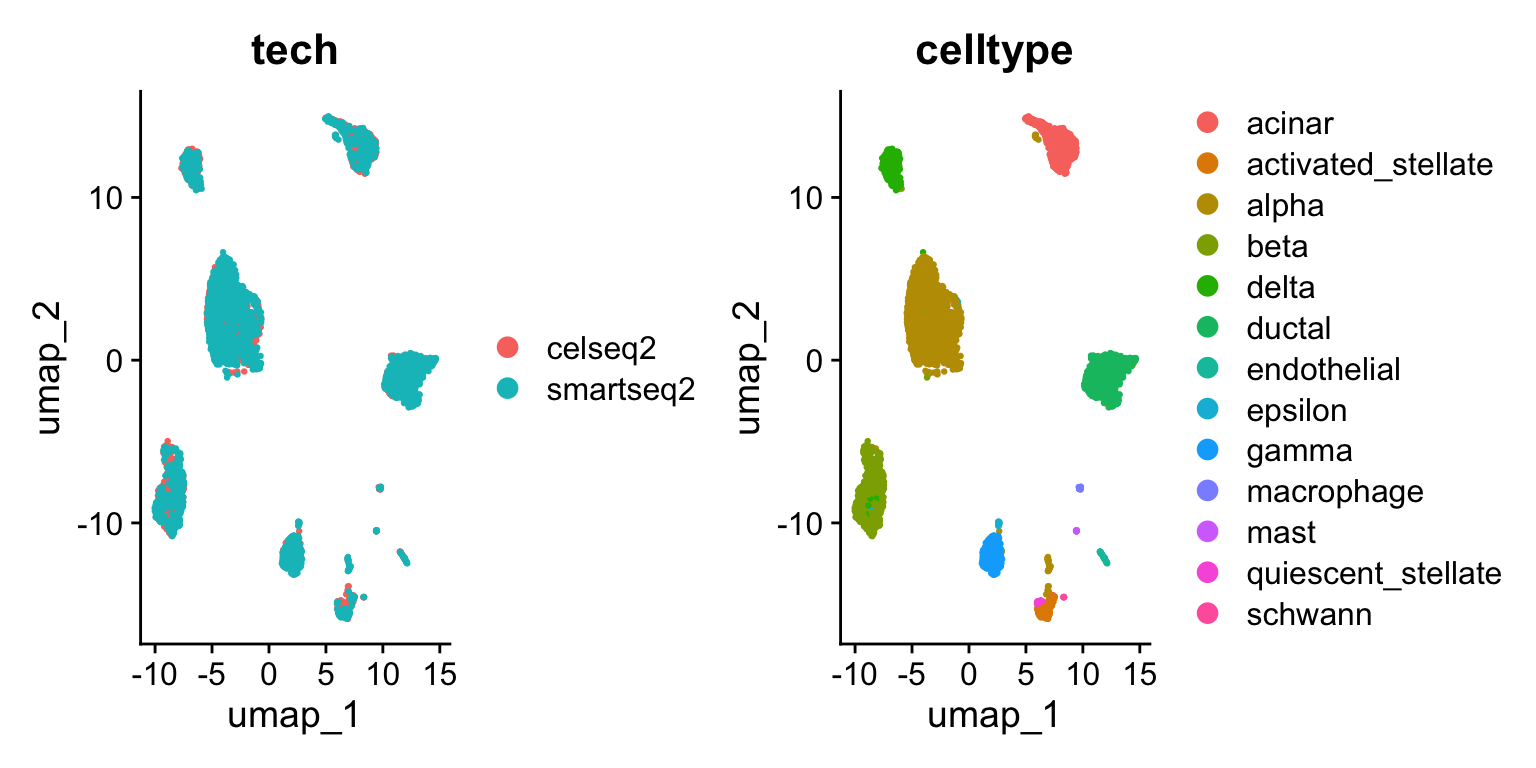 tech
10
0
-10
-10 -5 0 5 10 15
umap_1
umap_2
celseq2
smartseq2
celltype
10
0
-10
-10 -5 0 5 10 15
umap_1
umap_2
acinar
activated_stellate
alpha
beta
delta
ductal
endothelial
epsilon
gamma
macrophage
mast
quiescent_stellate
schwann